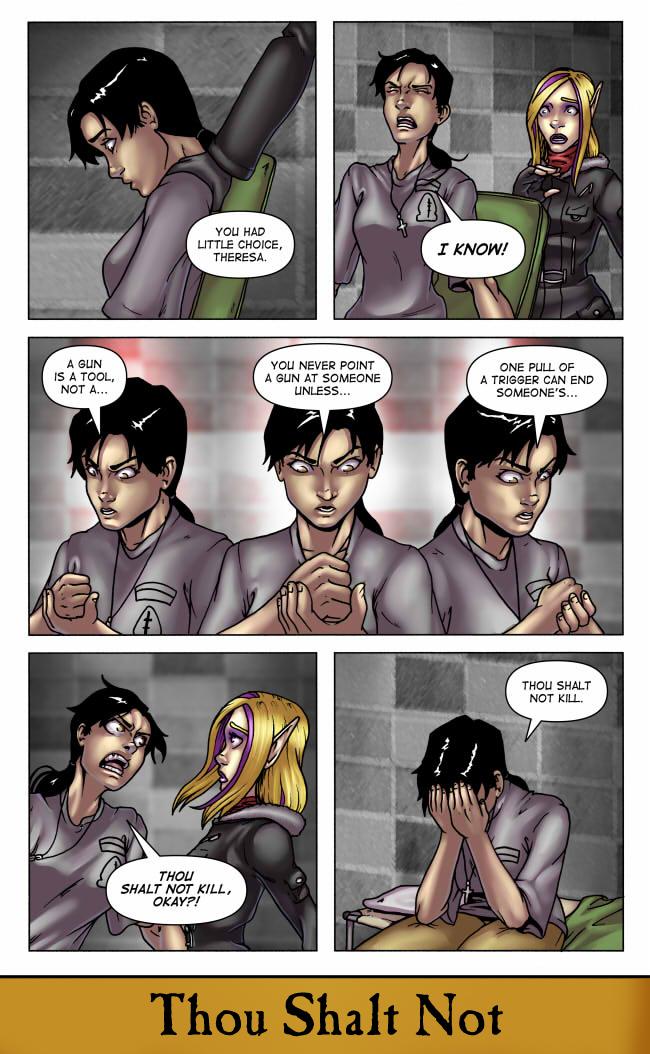 YOU HAD
LITTLE CHOICE,
THERESA.
I KNOW!
A GUN
IS A TOOL,
NOT A...
YOU NEVER POINT
A GUN AT SOMEONE
UNLESS...
ONE PULL OF
A TRIGGER CAN END
SOMEONE'S...
THOU
SHALT NOT KILL,
OKAY?!
THOU SHALT
NOT KILL.
Thou Shalt Not